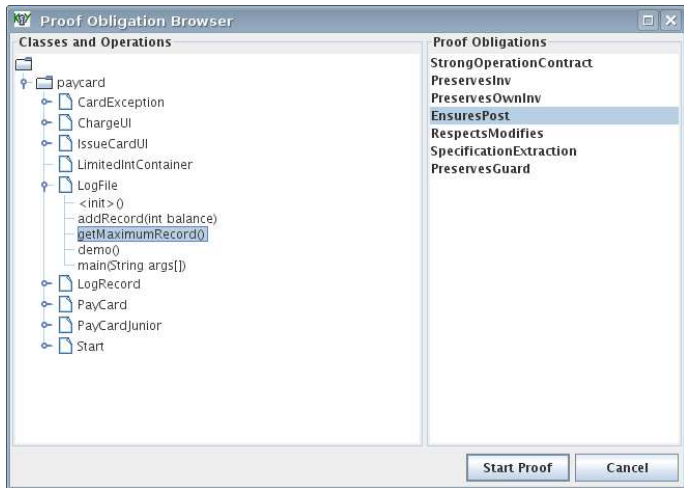 KeY Proof Obligation Browser
Classes and Operations
paycard
CardException
ChargeUI
IssueCardUI
LimitedIntContainer
LogFile
<init>()
addRecord(int balance)
getMaximumRecord()
demo()
main(String args[])
LogRecord
PayCard
PayCardJunior
Start
Proof Obligations
StrongOperationContract
PreservesInv
PreservesOwnInv
EnsuresPost
RespectsModifies
SpecificationExtraction
PreservesGuard
Start Proof
Cancel